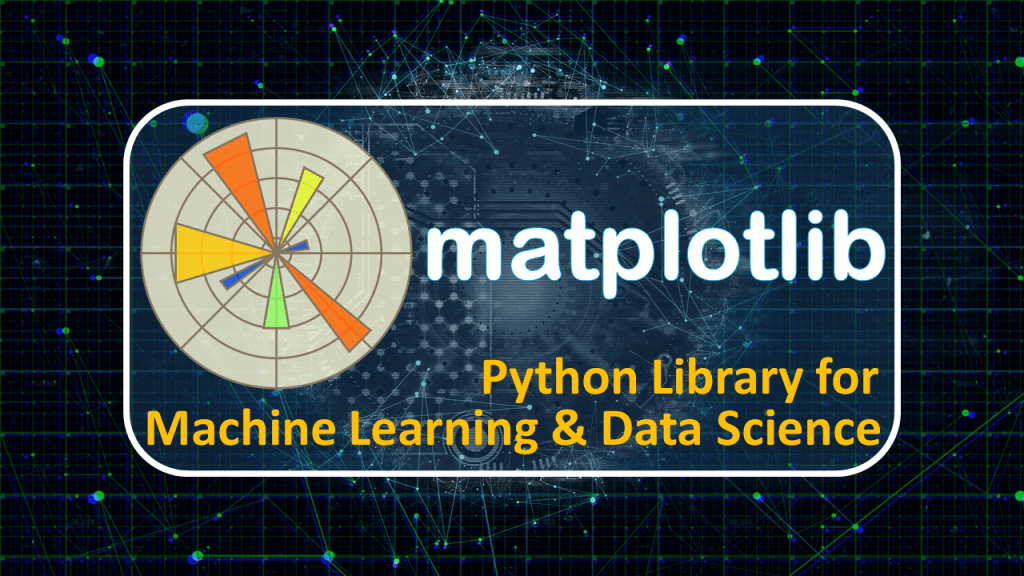 matplotlib
Python Library for
Machine Learning & Data Science